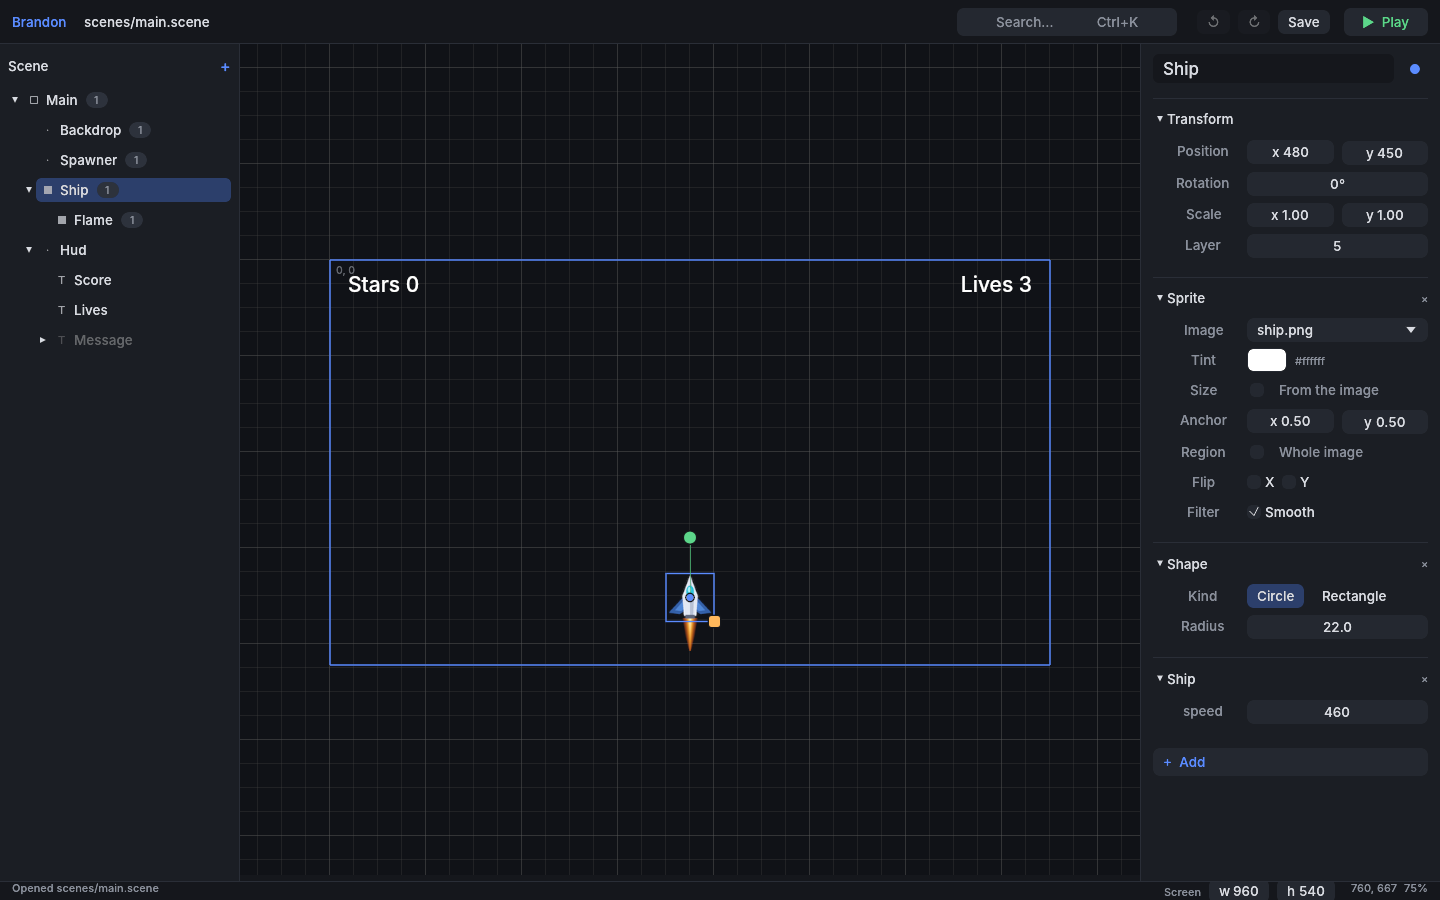 Brandon scenes/main.scene Search... Ctrl+K Save Play
Scene +
Main 1
Backdrop 1
Spawner 1
Ship 1
Flame 1
Hud
T Score
T Lives
T Message
0, 0
Stars 0 Lives 3
Ship
Transform
Position x 480 y 450
Rotation 0°
Scale x 1.00 y 1.00
Layer 5
Sprite ×
Image ship.png
Tint #ffffff
Size From the image
Anchor x 0.50 y 0.50
Region Whole image
Flip X Y
Filter Smooth
Shape ×
Kind Circle Rectangle
Radius 22.0
Ship ×
speed 460
+ Add
Opened scenes/main.scene Screen w 960 h 540 760, 667 75%